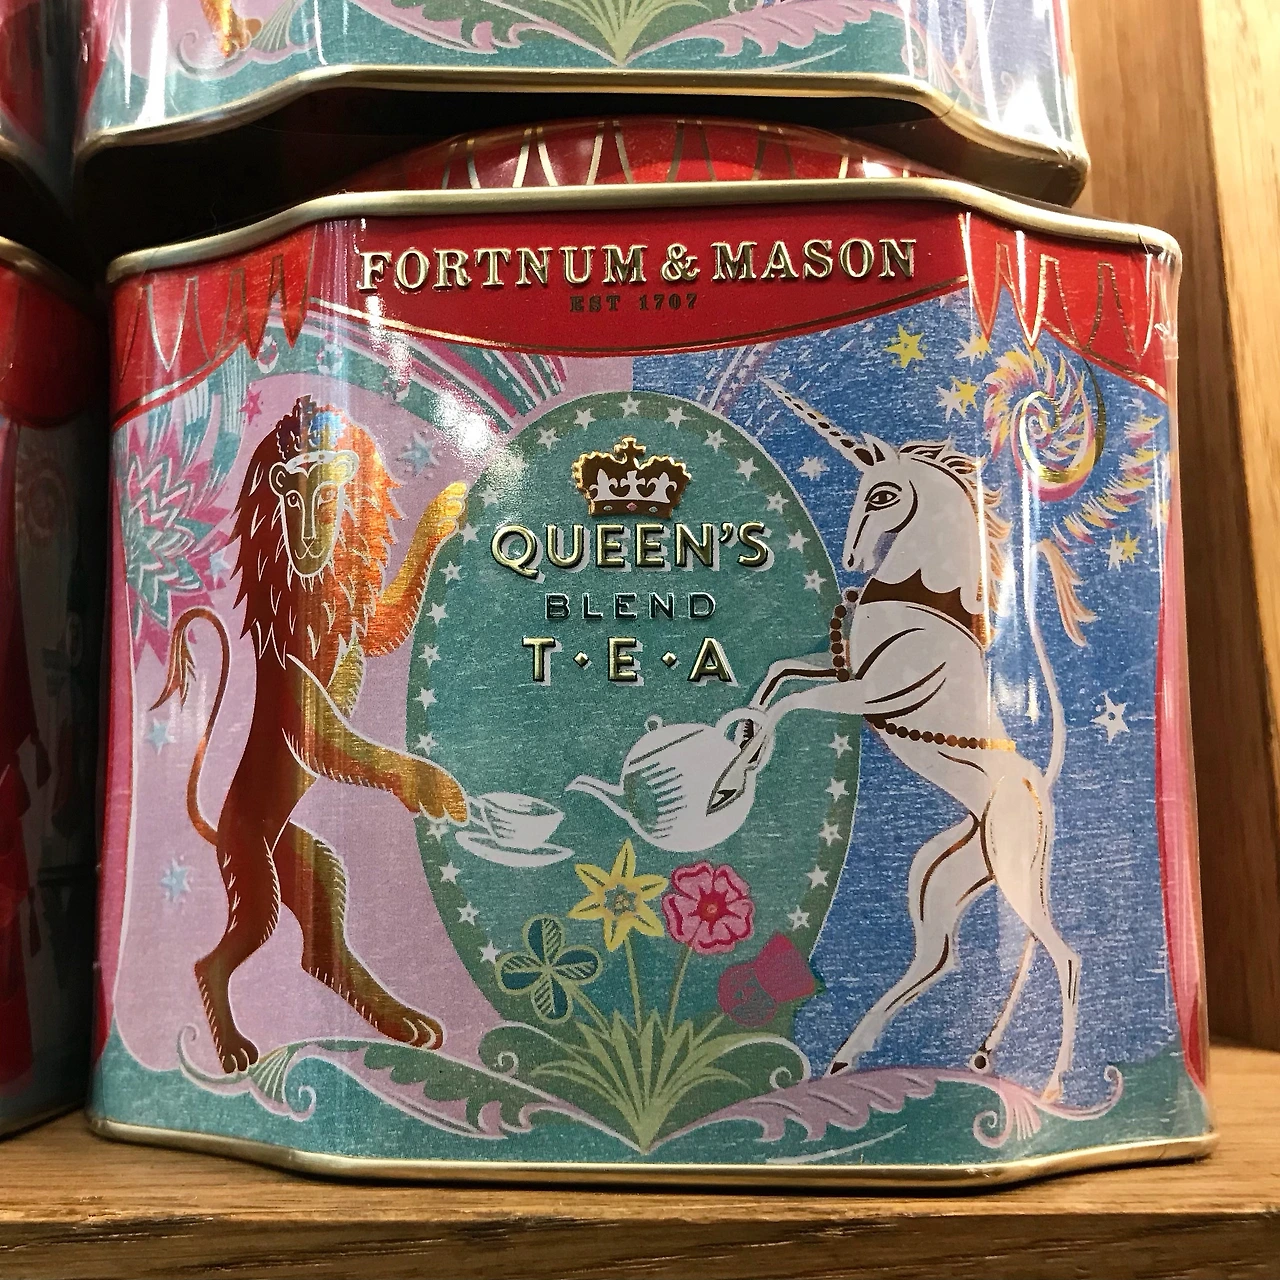 FORTNUM & MASON
EST 1707
QUEEN'S
BLEND
T·E·A